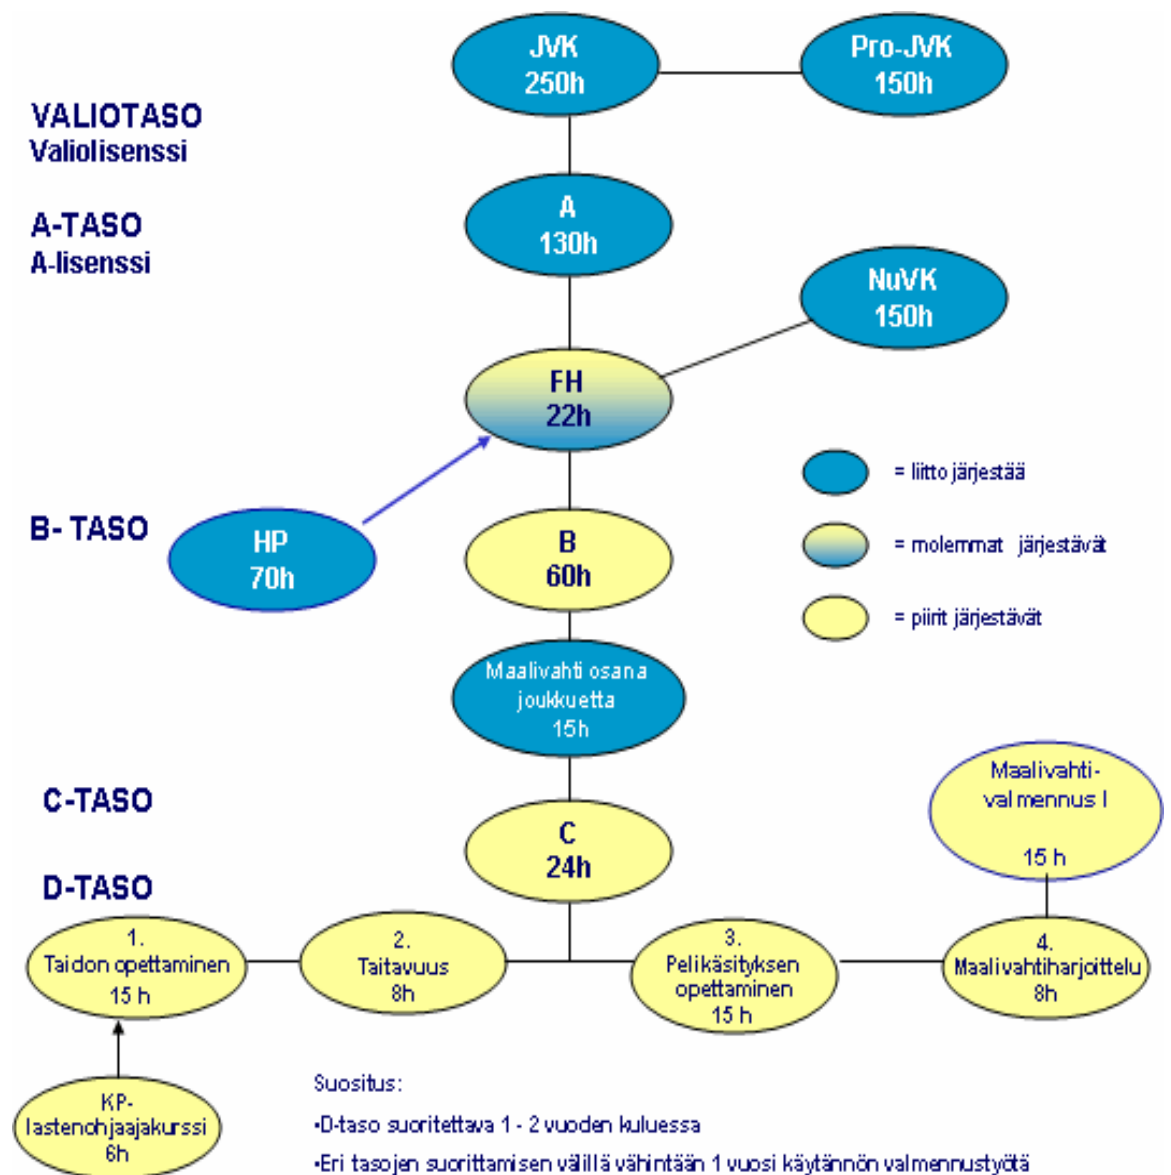 JVK
250h
Pro-JVK
150h
VALIOTASO
Valiolisenssi
A
130h
A-TASO
A-lisenssi
NuVK
150h
FH
22h
= liitto järjestää
B- TASO
HP
70h
B
60h
= molemmat järjestävät
= piirit järjestävät
Maalivahti osana
joukkuetta
15h
Maalivahti-
valmennus I
15 h
C-TASO
C
24h
D-TASO
1.
Taidon opettaminen
15 h
2.
Taitavuus
8h
3.
Pelikäsityksen
opettaminen
15 h
4.
Maalivahtiharjoittelu
8h
KP-
lastenohjaajakurssi
6h
Suositus:
•D-taso suoritettava 1 - 2 vuoden kuluessa
•Eri tasojen suorittamisen välillä vähintään 1 vuosi käytännön valmennustyötä